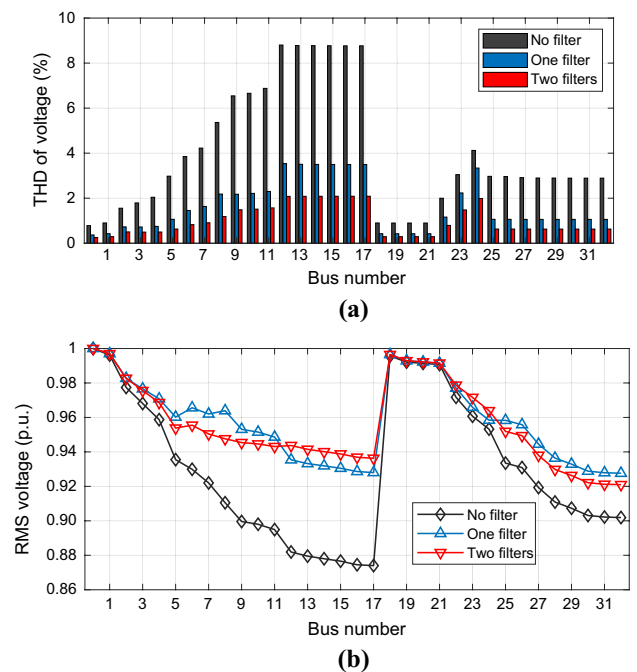 THD of voltage (%)
10
8
6
4
2
0
No filter
One filter
Two filters
1 3 5 7 9 11 13 15 17 19 21 23 25 27 29 31
Bus number
(a)
RMS voltage (p.u.)
1
0.98
0.96
0.94
0.92
0.90
0.88
0.86
No filter
One filter
Two filters
1 3 5 7 9 11 13 15 17 19 21 23 25 27 29 31
Bus number
(b)